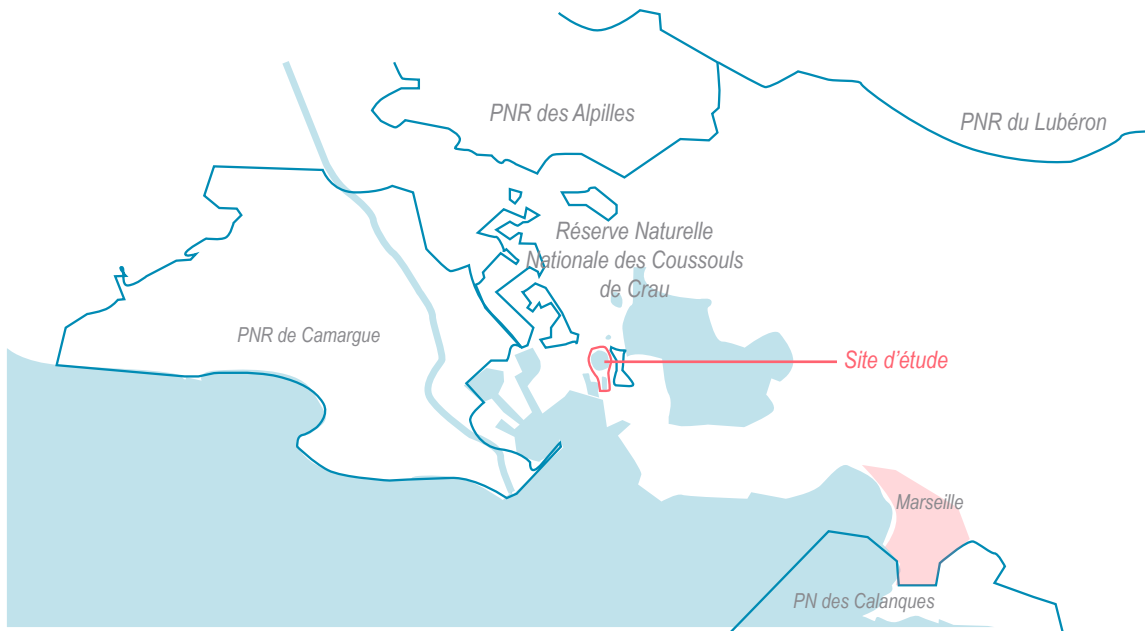 PNR des Alpilles
PNR du Lubéron
Réserve Naturelle
Nationale des Coussouls
de Crau
PNR de Camargue
Site d'étude
Marseille
PN des Calanques